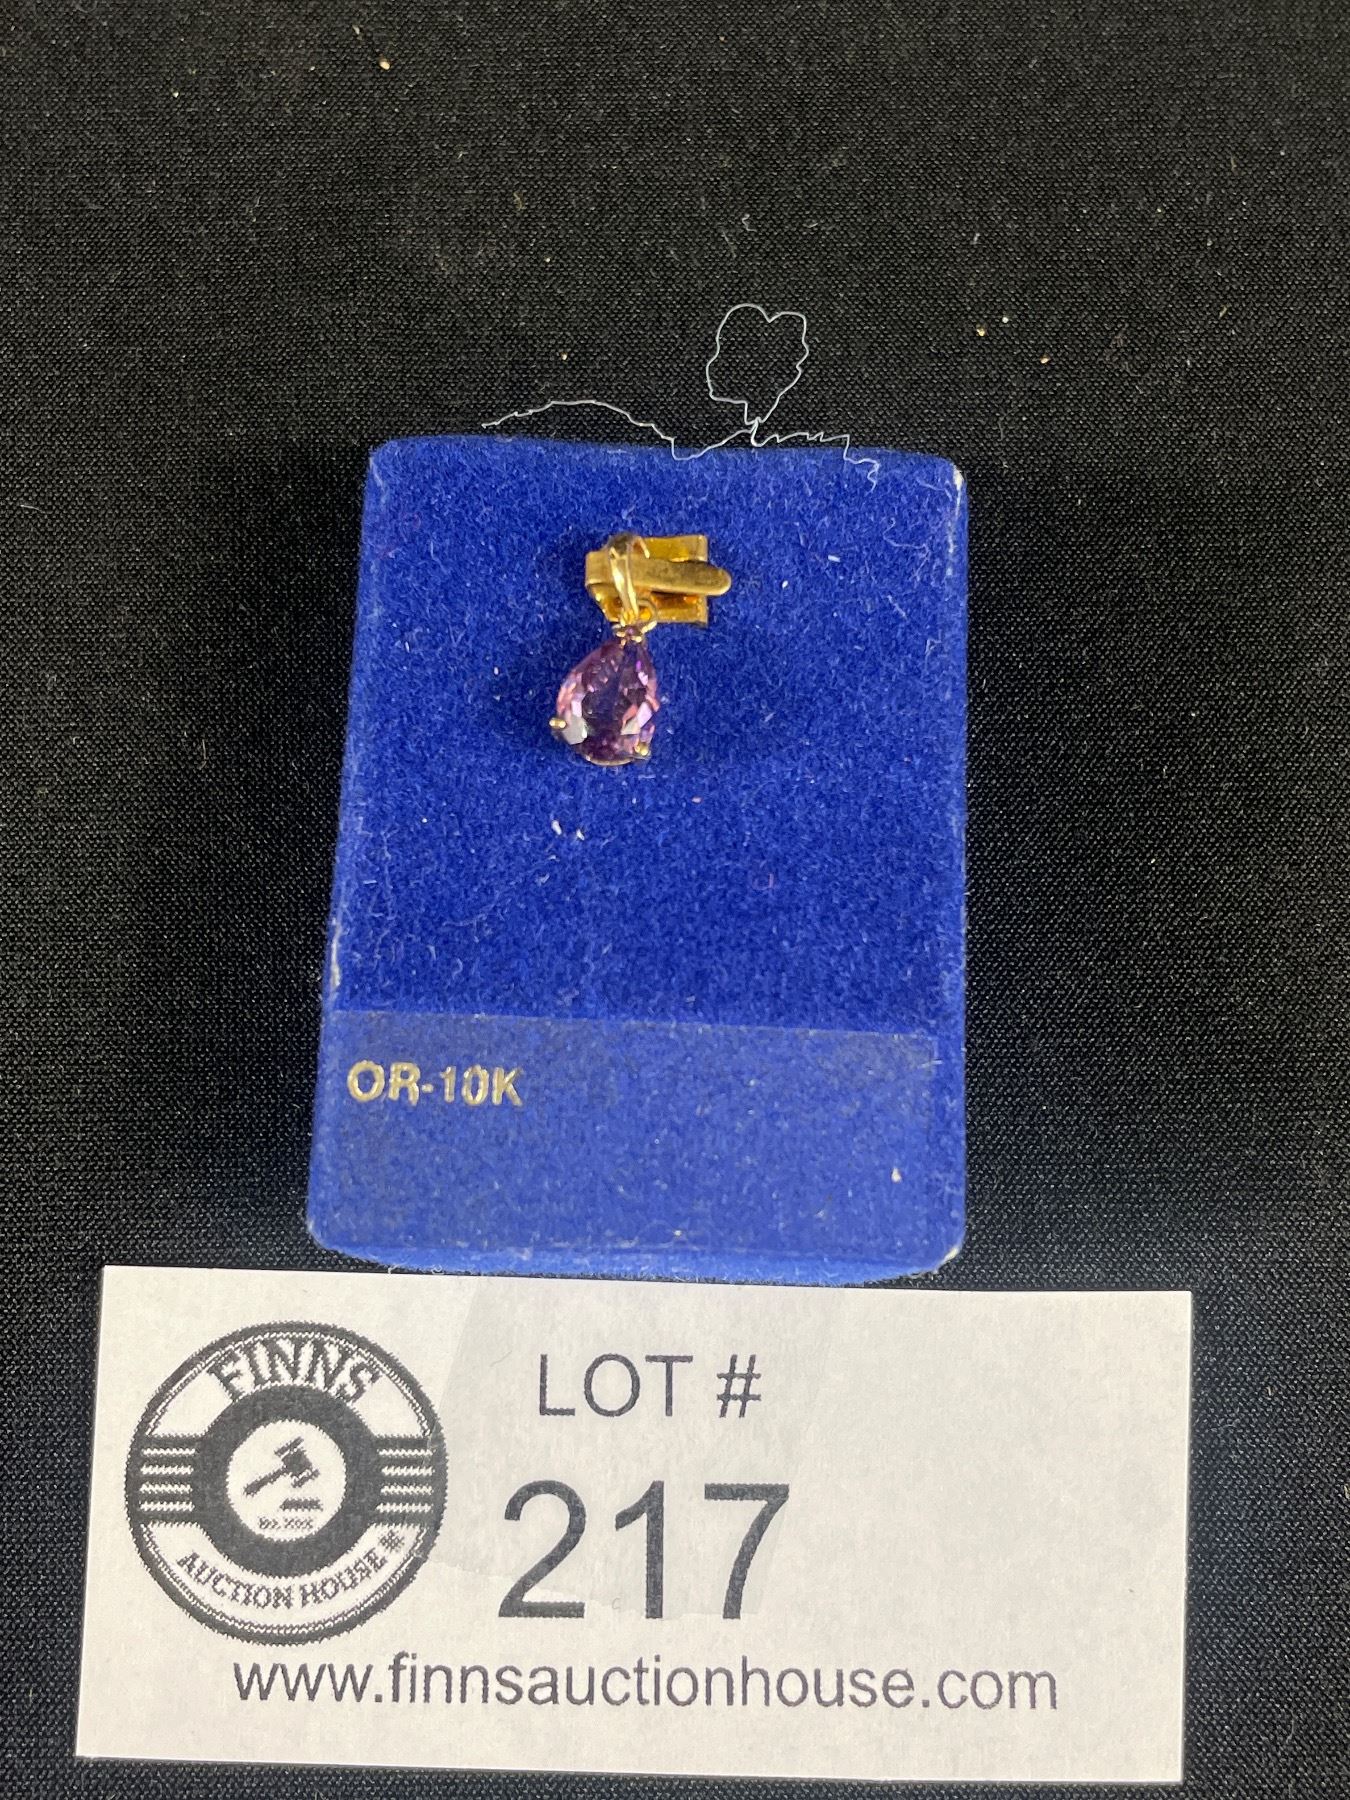 OR-10K
LOT #
FINNS
217
AUCTION HOUSE
www.finnsauctionhouse.com